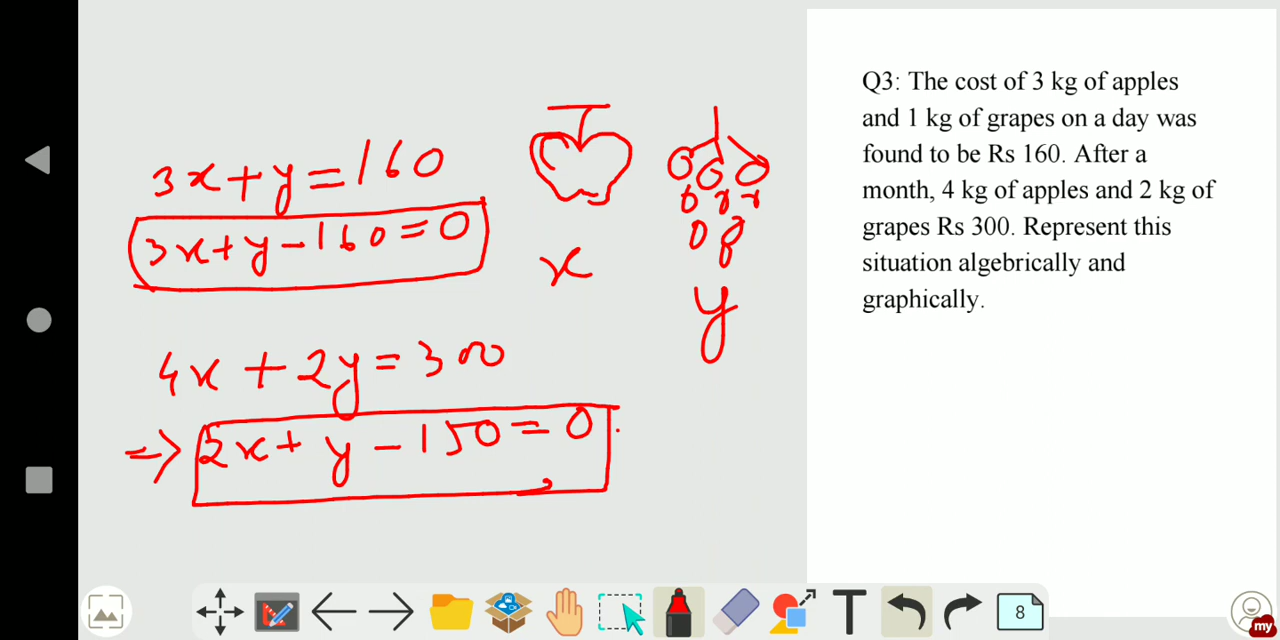 3x+y=160
3x+y-160=0
x
y
4x+2y=300
=> 2x+y-150=0
Q3: The cost of 3 kg of apples
and 1 kg of grapes on a day was
found to be Rs 160. After a
month, 4 kg of apples and 2 kg of
grapes Rs 300. Represent this
situation algebrically and
graphically.
T
8
my